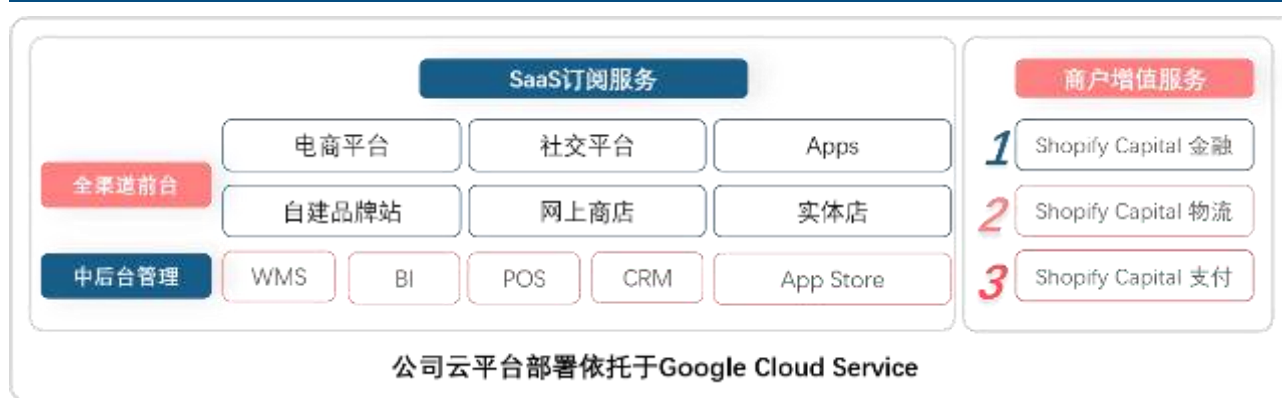 SaaS订阅服务
商户增值服务
全渠道前台
电商平台
社交平台
Apps
自建品牌站
网上商店
实体店
中后台管理
WMS
BI
POS
CRM
App Store
1
Shopify Capital 金融
2
Shopify Capital 物流
3
Shopify Capital 支付
公司云平台部署依托于Google Cloud Service